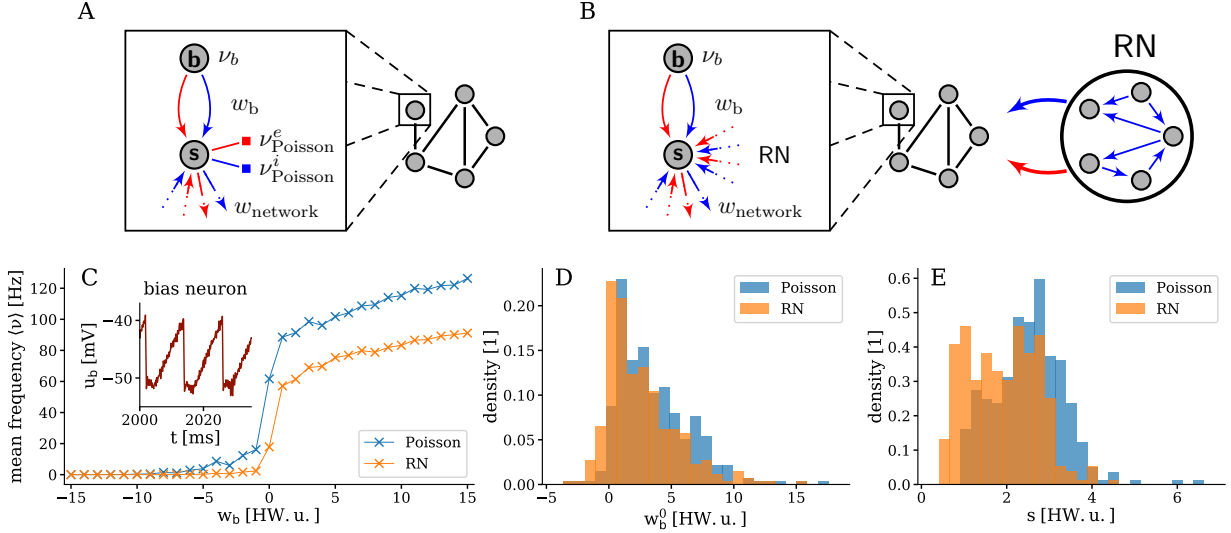 A
b
ν_b
w_b
s
ν^e_Poisson
ν^i_Poisson
w_network
B
b
ν_b
w_b
s
RN
w_network
RN
C
mean frequency ⟨ν⟩ [Hz]
120
100
80
60
40
20
0
bias neuron
u_b [mV]
−40
−50
2000
2020
t [ms]
Poisson
RN
−15
−10
−5
0
5
10
15
w_b [HW. u.]
D
density [1]
0.20
0.15
0.10
0.05
0.00
Poisson
RN
−5
0
5
10
15
w^0_b [HW. u.]
E
density [1]
0.6
0.5
0.4
0.3
0.2
0.1
0.0
Poisson
RN
0
2
4
6
s [HW. u.]